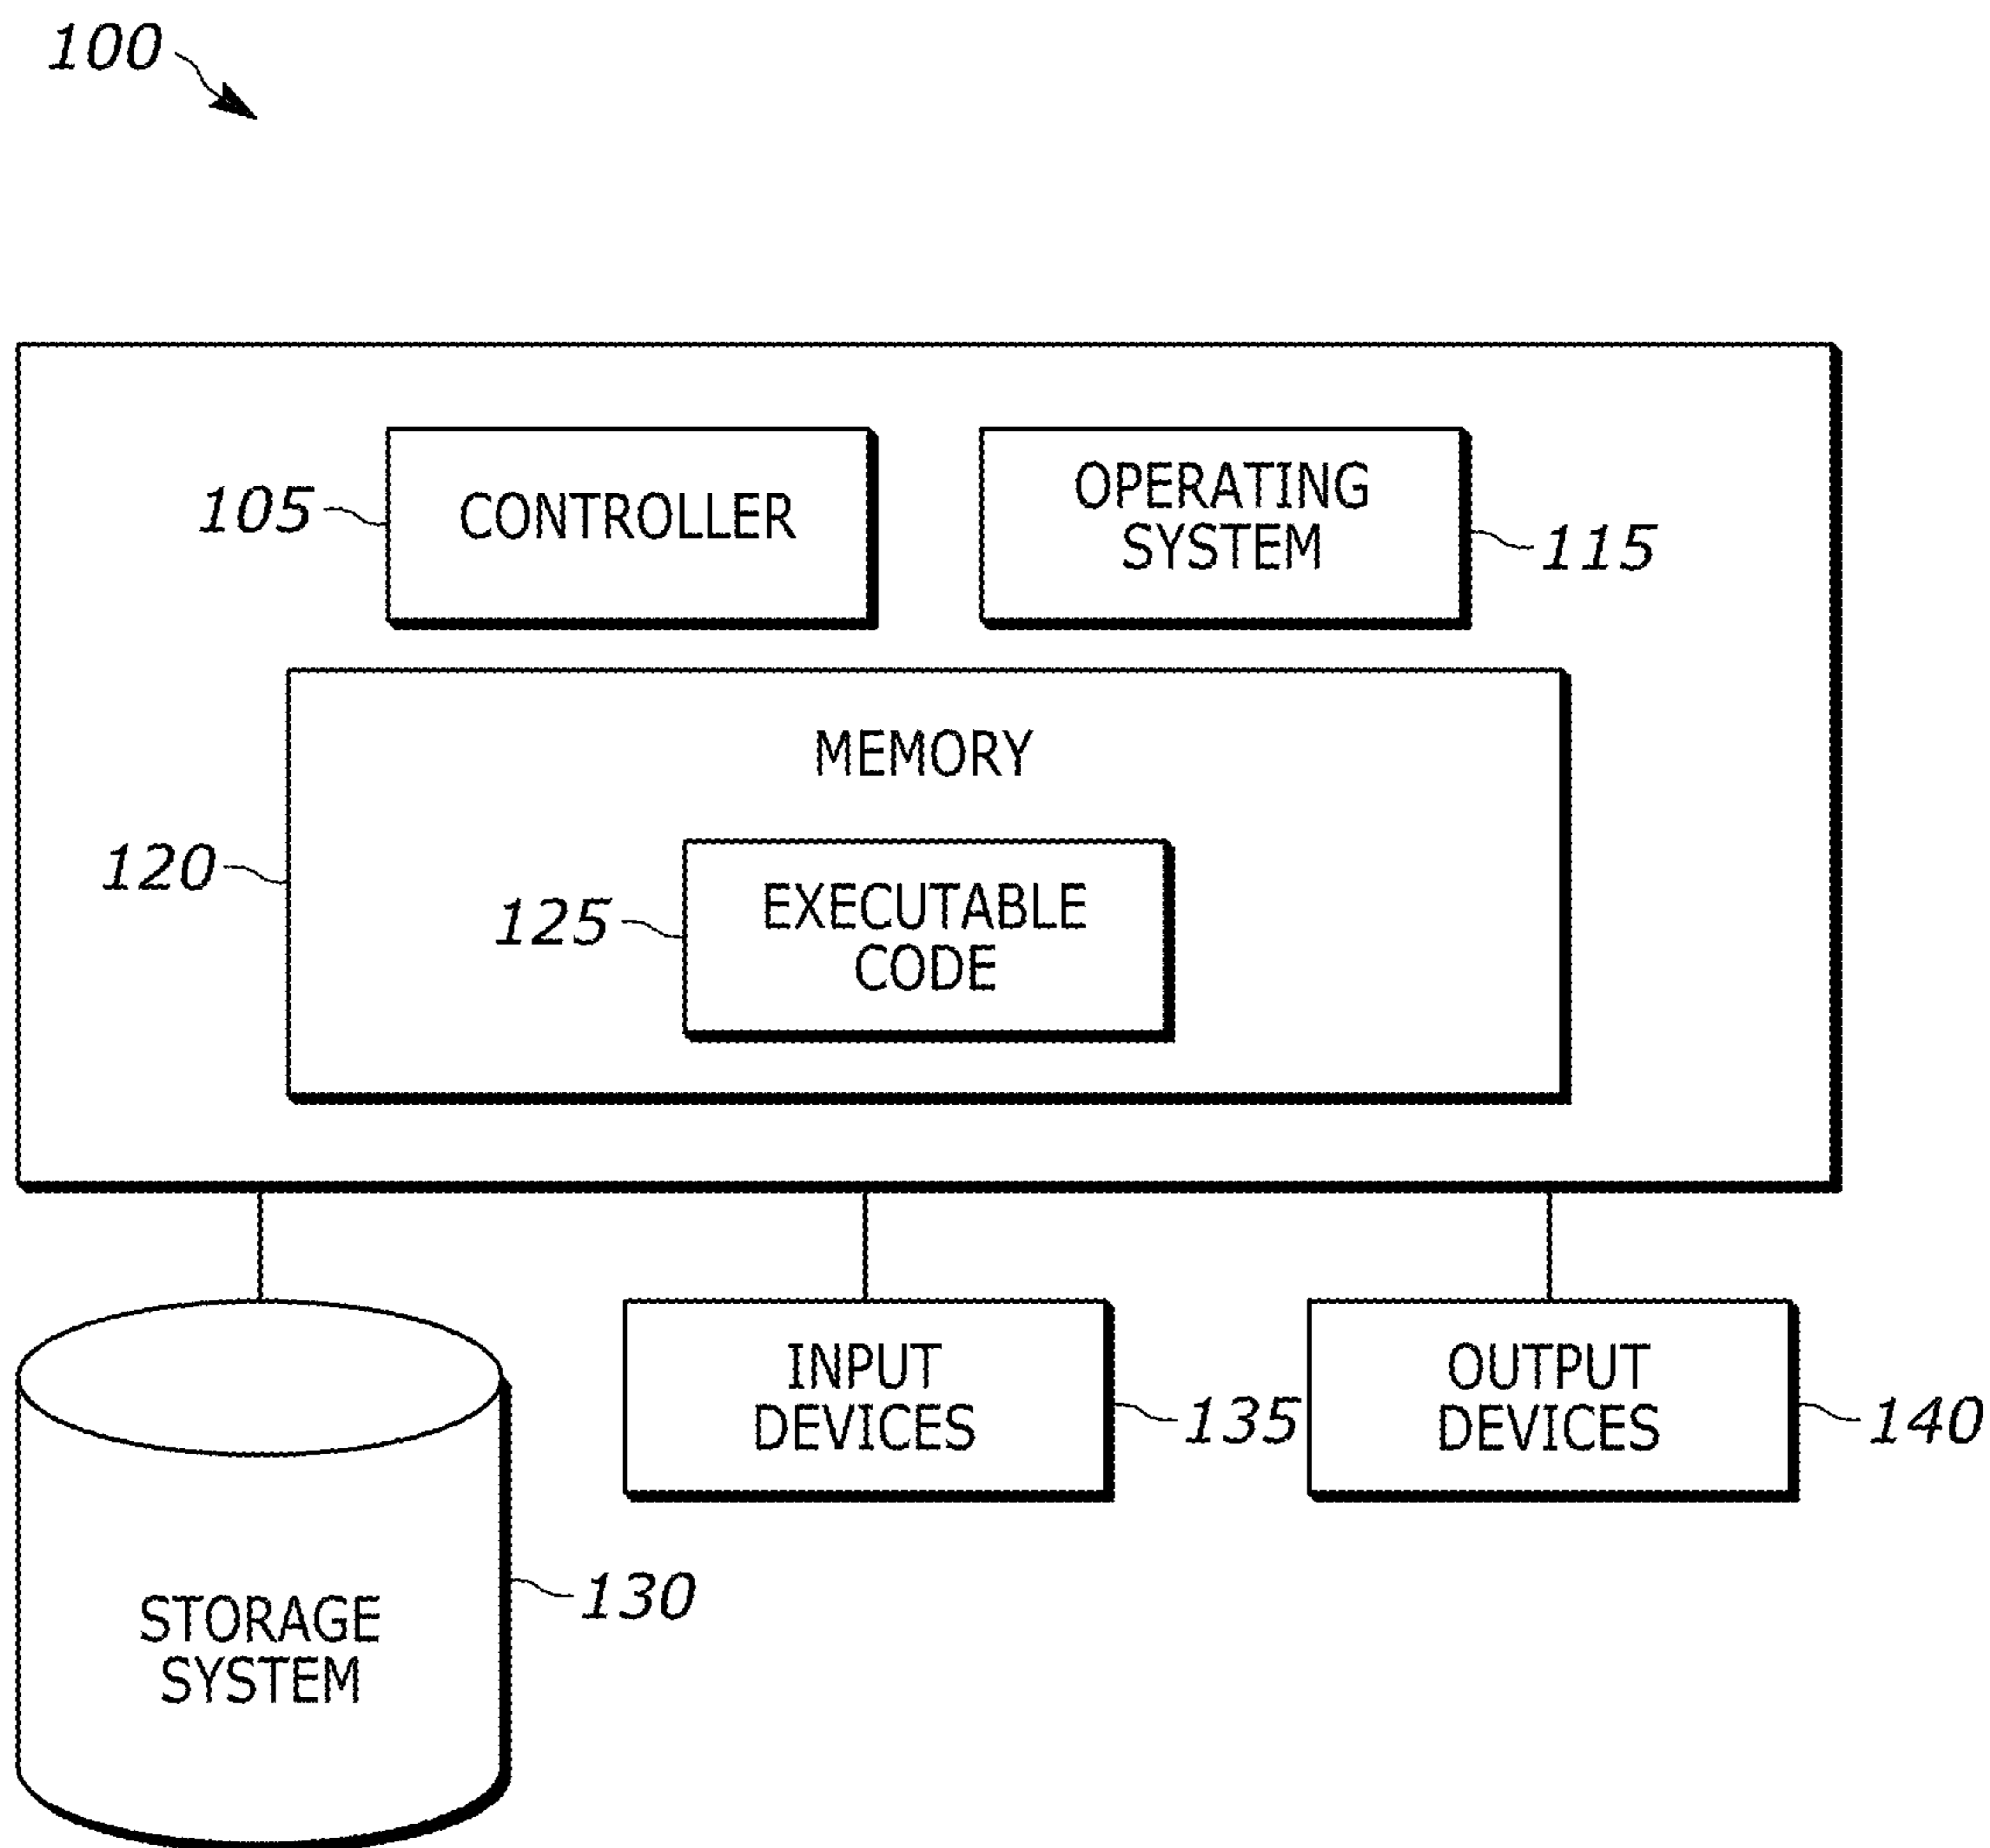 100
105
CONTROLLER
OPERATING
SYSTEM
115
MEMORY
120
125
EXECUTABLE
CODE
INPUT
DEVICES
135
OUTPUT
DEVICES
140
STORAGE
SYSTEM
130